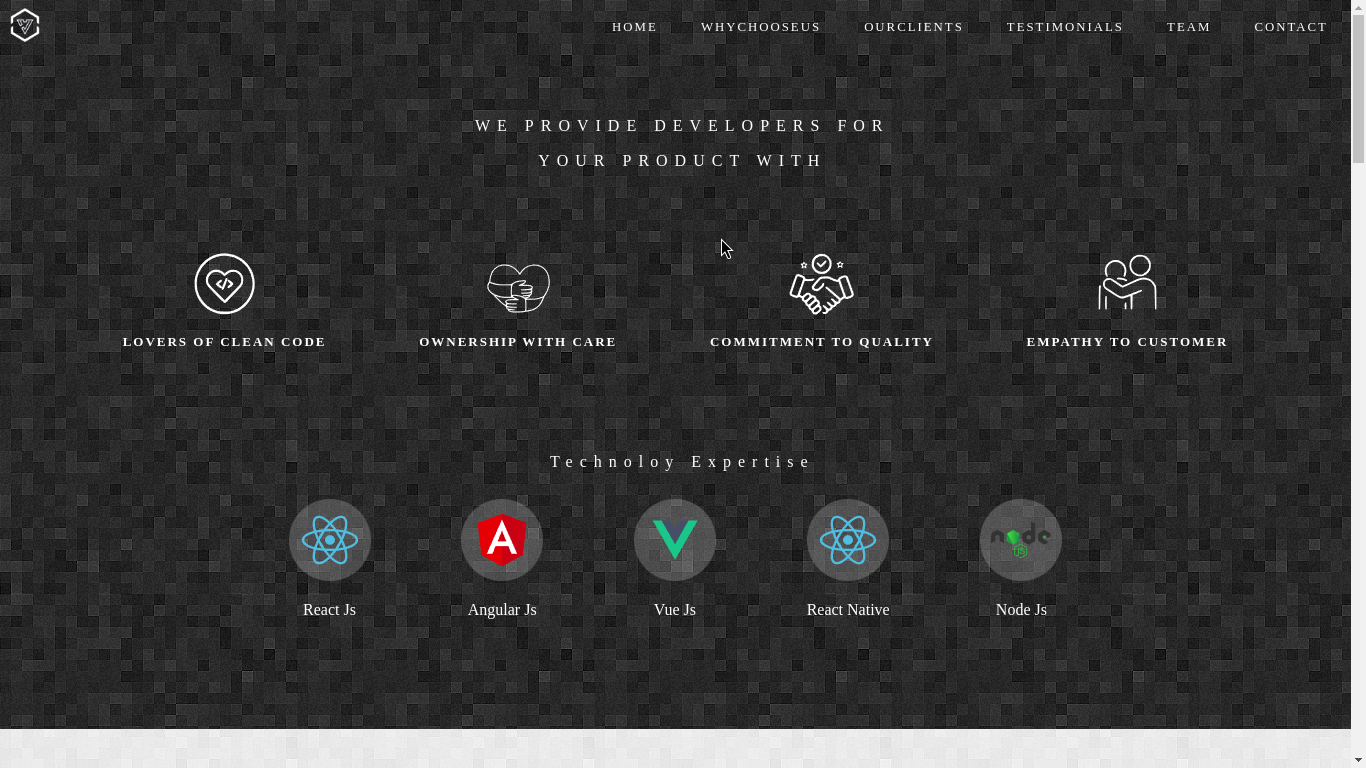 HOME WHYCHOOSEUS OURCLIENTS TESTIMONIALS TEAM CONTACT
WE PROVIDE DEVELOPERS FOR
YOUR PRODUCT WITH
LOVERS OF CLEAN CODE OWNERSHIP WITH CARE COMMITMENT TO QUALITY EMPATHY TO CUSTOMER
Technoloy Expertise
node
JS
React Js Angular Js Vue Js React Native Node Js